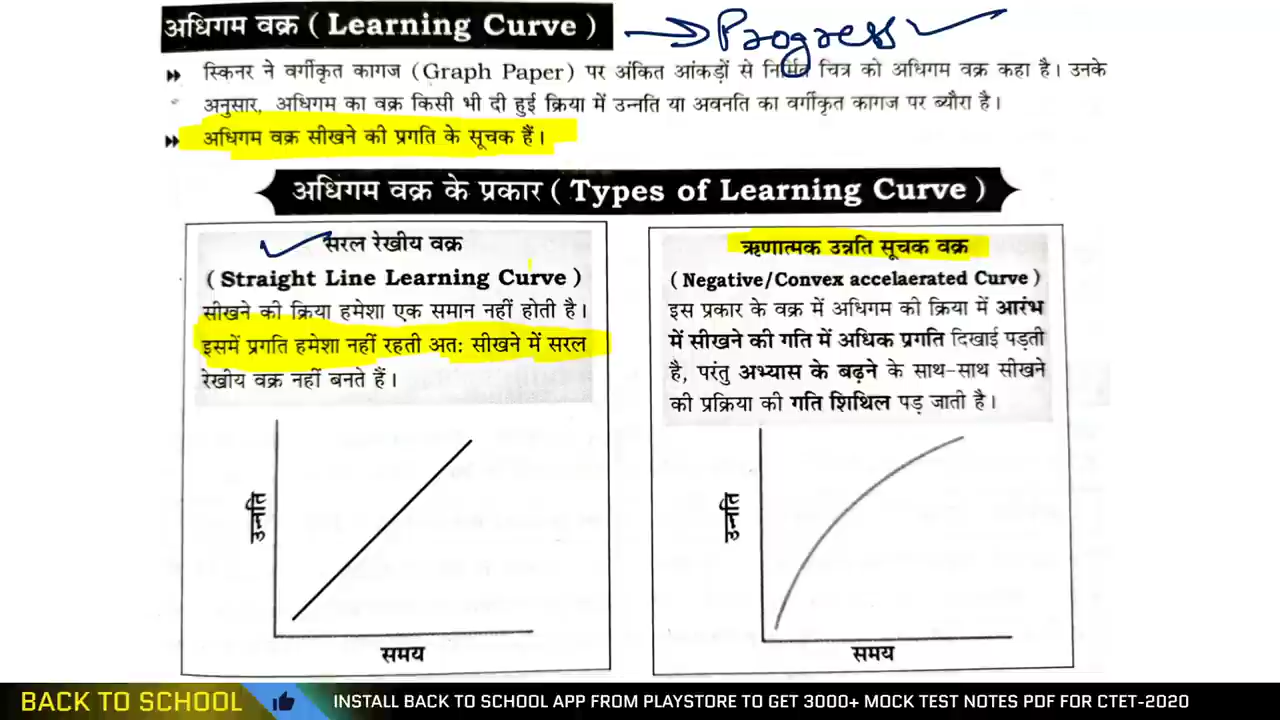 अधिगम वक्र ( Learning Curve )
Progress
स्किनर ने वर्गीकृत कागज (Graph Paper) पर अंकित आंकड़ों से निर्मित चित्र को अधिगम वक्र कहा है। उनके
अनुसार, अधिगम का वक्र किसी भी दी हुई क्रिया में उन्नति या अवनति का वर्गीकृत कागज पर ब्यौरा है।
अधिगम वक्र सीखने की प्रगति के सूचक हैं।
अधिगम वक्र के प्रकार ( Types of Learning Curve )
सरल रेखीय वक्र
( Straight Line Learning Curve )
सीखने की क्रिया हमेशा एक समान नहीं होती है।
इसमें प्रगति हमेशा नहीं रहती अतः सीखने में सरल
रेखीय वक्र नहीं बनते हैं।
उन्नति
समय
ऋणात्मक उन्नति सूचक वक्र
(Negative/Convex accelaerated Curve)
इस प्रकार के वक्र में अधिगम की क्रिया में आरंभ
में सीखने की गति में अधिक प्रगति दिखाई पड़ती
है, परंतु अभ्यास के बढ़ने के साथ-साथ सीखने
की प्रक्रिया की गति शिथिल पड़ जाती है।
उन्नति
समय
BACK TO SCHOOL
INSTALL BACK TO SCHOOL APP FROM PLAYSTORE TO GET 3000+ MOCK TEST NOTES PDF FOR CTET-2020